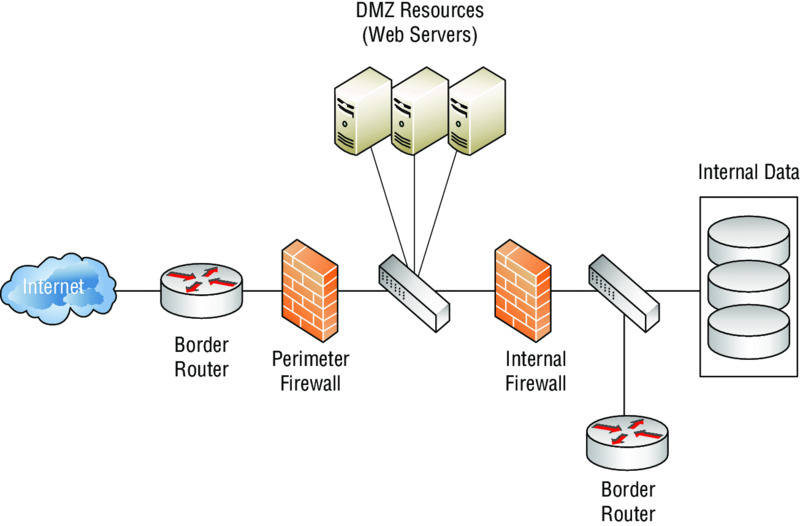 DMZ Resources
(Web Servers)
Internal Data
Internet
Border
Router
Perimeter
Firewall
Internal
Firewall
Border
Router